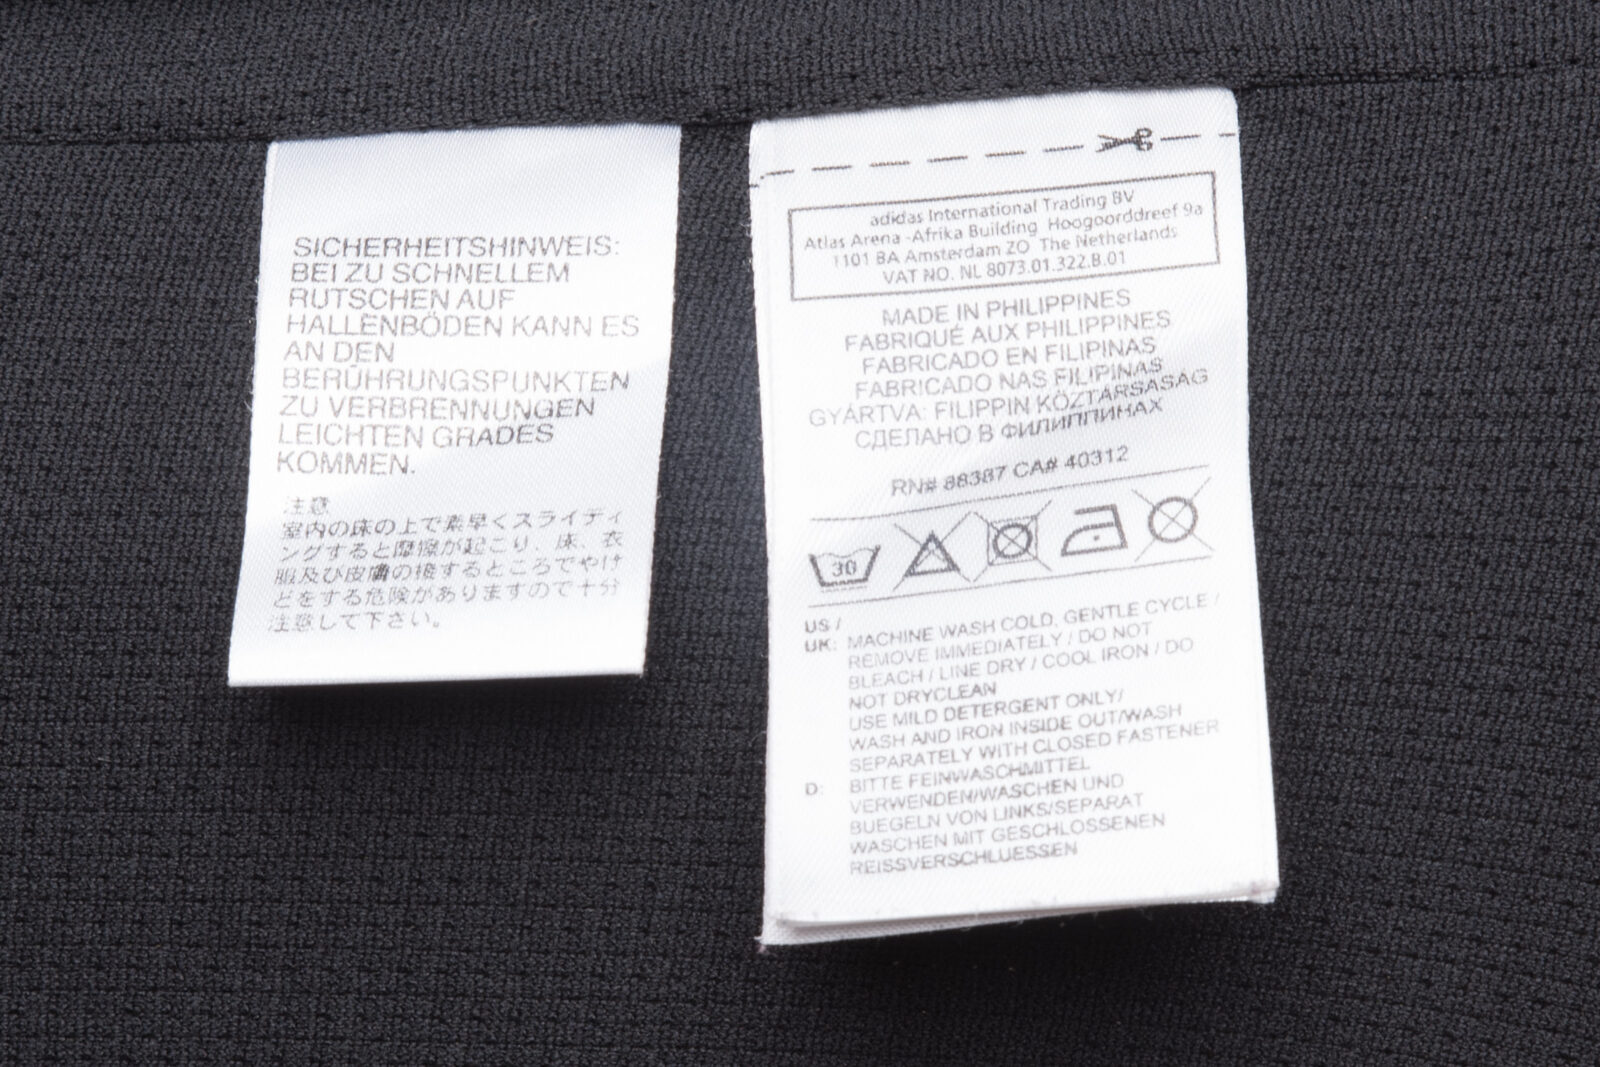 SICHERHEITSHINWEIS:
BEI ZU SCHNELLEM
RUTSCHEN AUF
HALLENBÖDEN KANN ES
AN DEN
BERÜHRUNGSPUNKTEN
ZU VERBRENNUNGEN
LEICHTEN GRADES
KOMMEN.
注意
室内の床の上で素早くスライディ
ングすると摩擦が起こり、床、衣
服及び皮膚の接するところでやけ
どをする危険がありますので十分
注意して下さい。
adidas International Trading BV
Atlas Arena -Afrika Building Hoogoorddreef 9a
1101 BA Amsterdam ZO The Netherlands
VAT NO. NL 8073.01.322.B.01
MADE IN PHILIPPINES
FABRIQUÉ AUX PHILIPPINES
FABRICADO EN FILIPINAS
FABRICADO NAS FILIPINAS
GYÁRTVA: FILIPPIN KÖZTÁRSASÁG
СДЕЛАНО В ФИЛИППИНАХ
RN# 88387 CA# 40312
30
US /
UK: MACHINE WASH COLD, GENTLE CYCLE /
REMOVE IMMEDIATELY / DO NOT
BLEACH / LINE DRY / COOL IRON / DO
NOT DRYCLEAN
USE MILD DETERGENT ONLY/
WASH AND IRON INSIDE OUT/WASH
SEPARATELY WITH CLOSED FASTENER
D: BITTE FEINWASCHMITTEL
VERWENDEN/WASCHEN UND
BUEGELN VON LINKS/SEPARAT
WASCHEN MIT GESCHLOSSENEN
REISSVERSCHLUESSEN